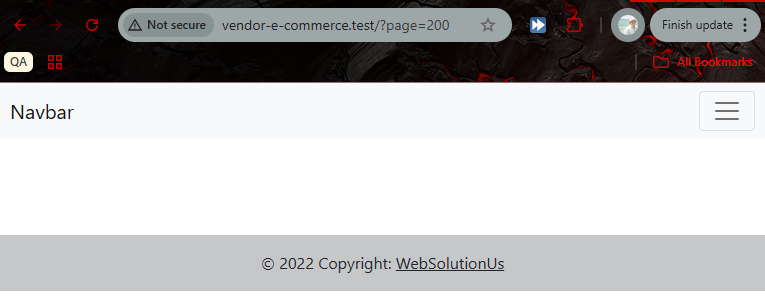 Not secure vendor-e-commerce.test/?page=200 Finish update
QA All Bookmarks
Navbar
© 2022 Copyright: WebSolutionUs